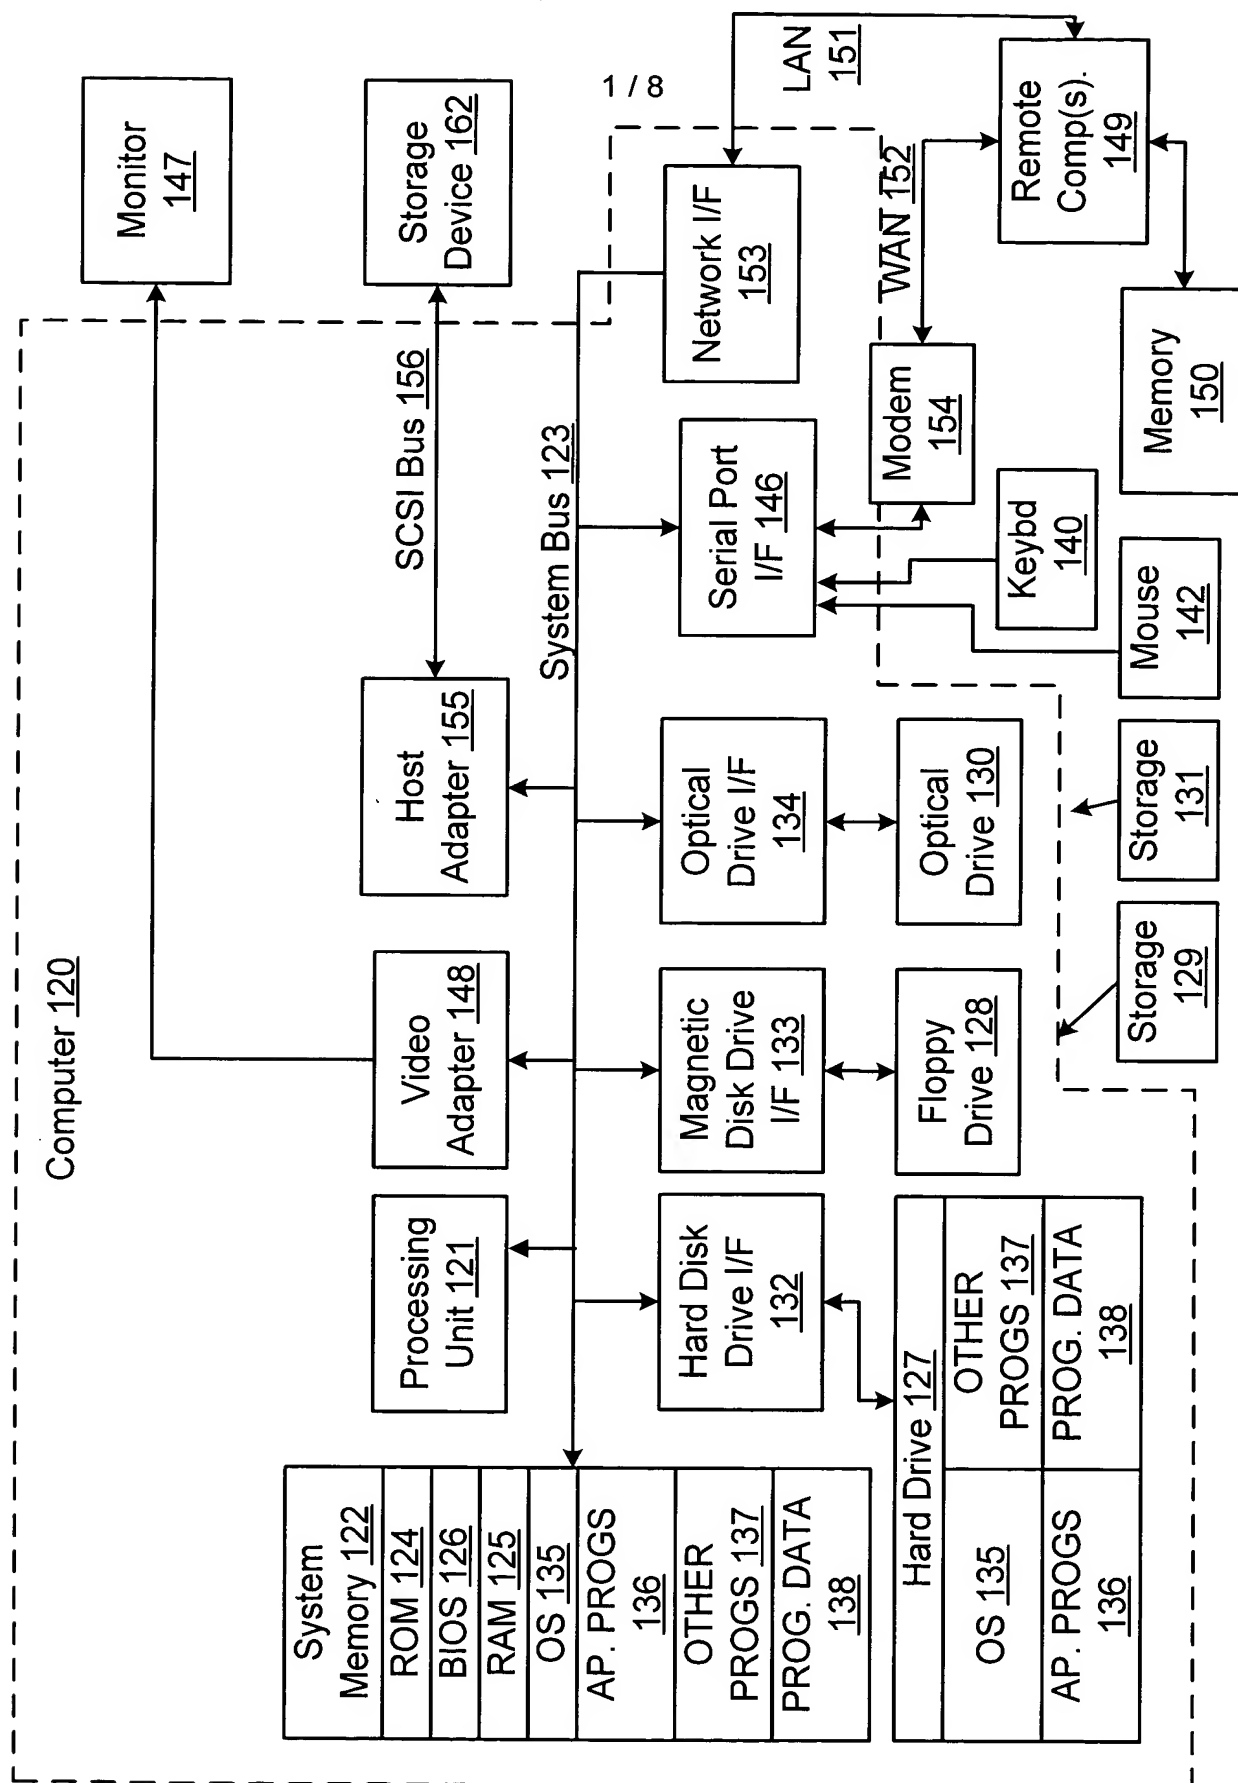 1 / 8
Computer 120
Monitor
147
Storage
Device 162
SCSI Bus 156
Host
Adapter 155
Video
Adapter 148
Processing
Unit 121
System
Memory 122
ROM 124
BIOS 126
RAM 125
OS 135
AP. PROGS
136
OTHER
PROGS 137
PROG. DATA
138
System Bus 123
Hard Disk
Drive I/F
132
Magnetic
Disk Drive
I/F 133
Optical
Drive I/F
134
Serial Port
I/F 146
Network I/F
153
LAN
151
WAN 152
Hard Drive 127
OS 135
OTHER
PROGS 137
AP. PROGS
136
PROG. DATA
138
Floppy
Drive 128
Optical
Drive 130
Modem
154
Remote
Comp(s).
149
Keybd
140
Storage
129
Storage
131
Mouse
142
Memory
150